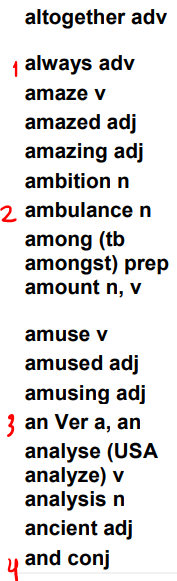 altogether adv
1 always adv
amaze v
amazed adj
amazing adj
ambition n
2 ambulance n
among (tb
amongst) prep
amount n, v
amuse v
amused adj
amusing adj
3 an Ver a, an
analyse (USA
analyze) v
analysis n
ancient adj
4 and conj